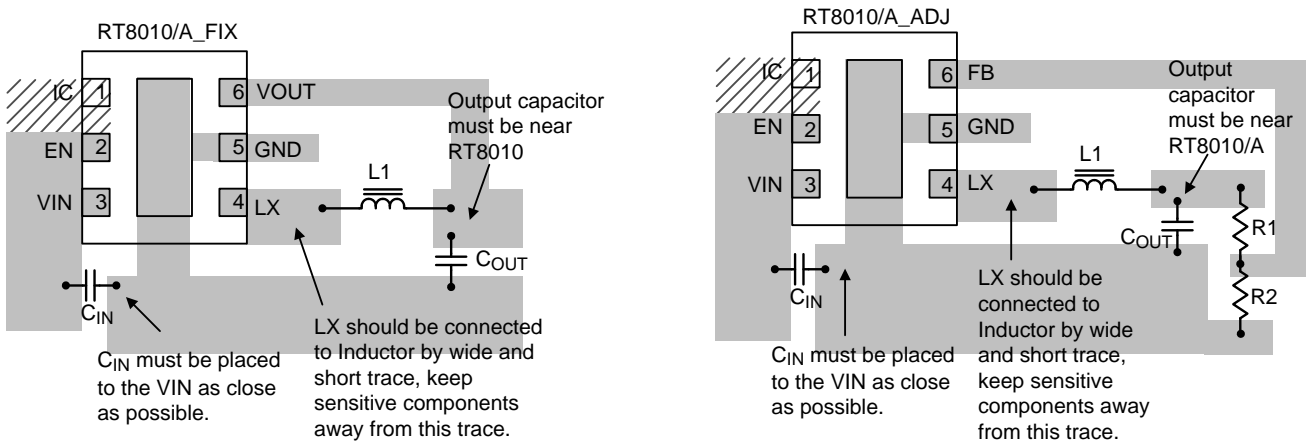 RT8010/A_FIX
IC
1
6
VOUT
EN
2
5
GND
VIN
3
4
LX
L1
Output capacitor
must be near
RT8010
COUT
CIN
CIN must be placed
to the VIN as close
as possible.
LX should be connected
to Inductor by wide and
short trace, keep
sensitive components
away from this trace.
RT8010/A_ADJ
IC
1
6
FB
EN
2
5
GND
VIN
3
4
LX
L1
Output
capacitor
must be near
RT8010/A
COUT
R1
R2
CIN
CIN must be placed
to the VIN as close
as possible.
LX should be
connected to
Inductor by wide
and short trace,
keep sensitive
components away
from this trace.